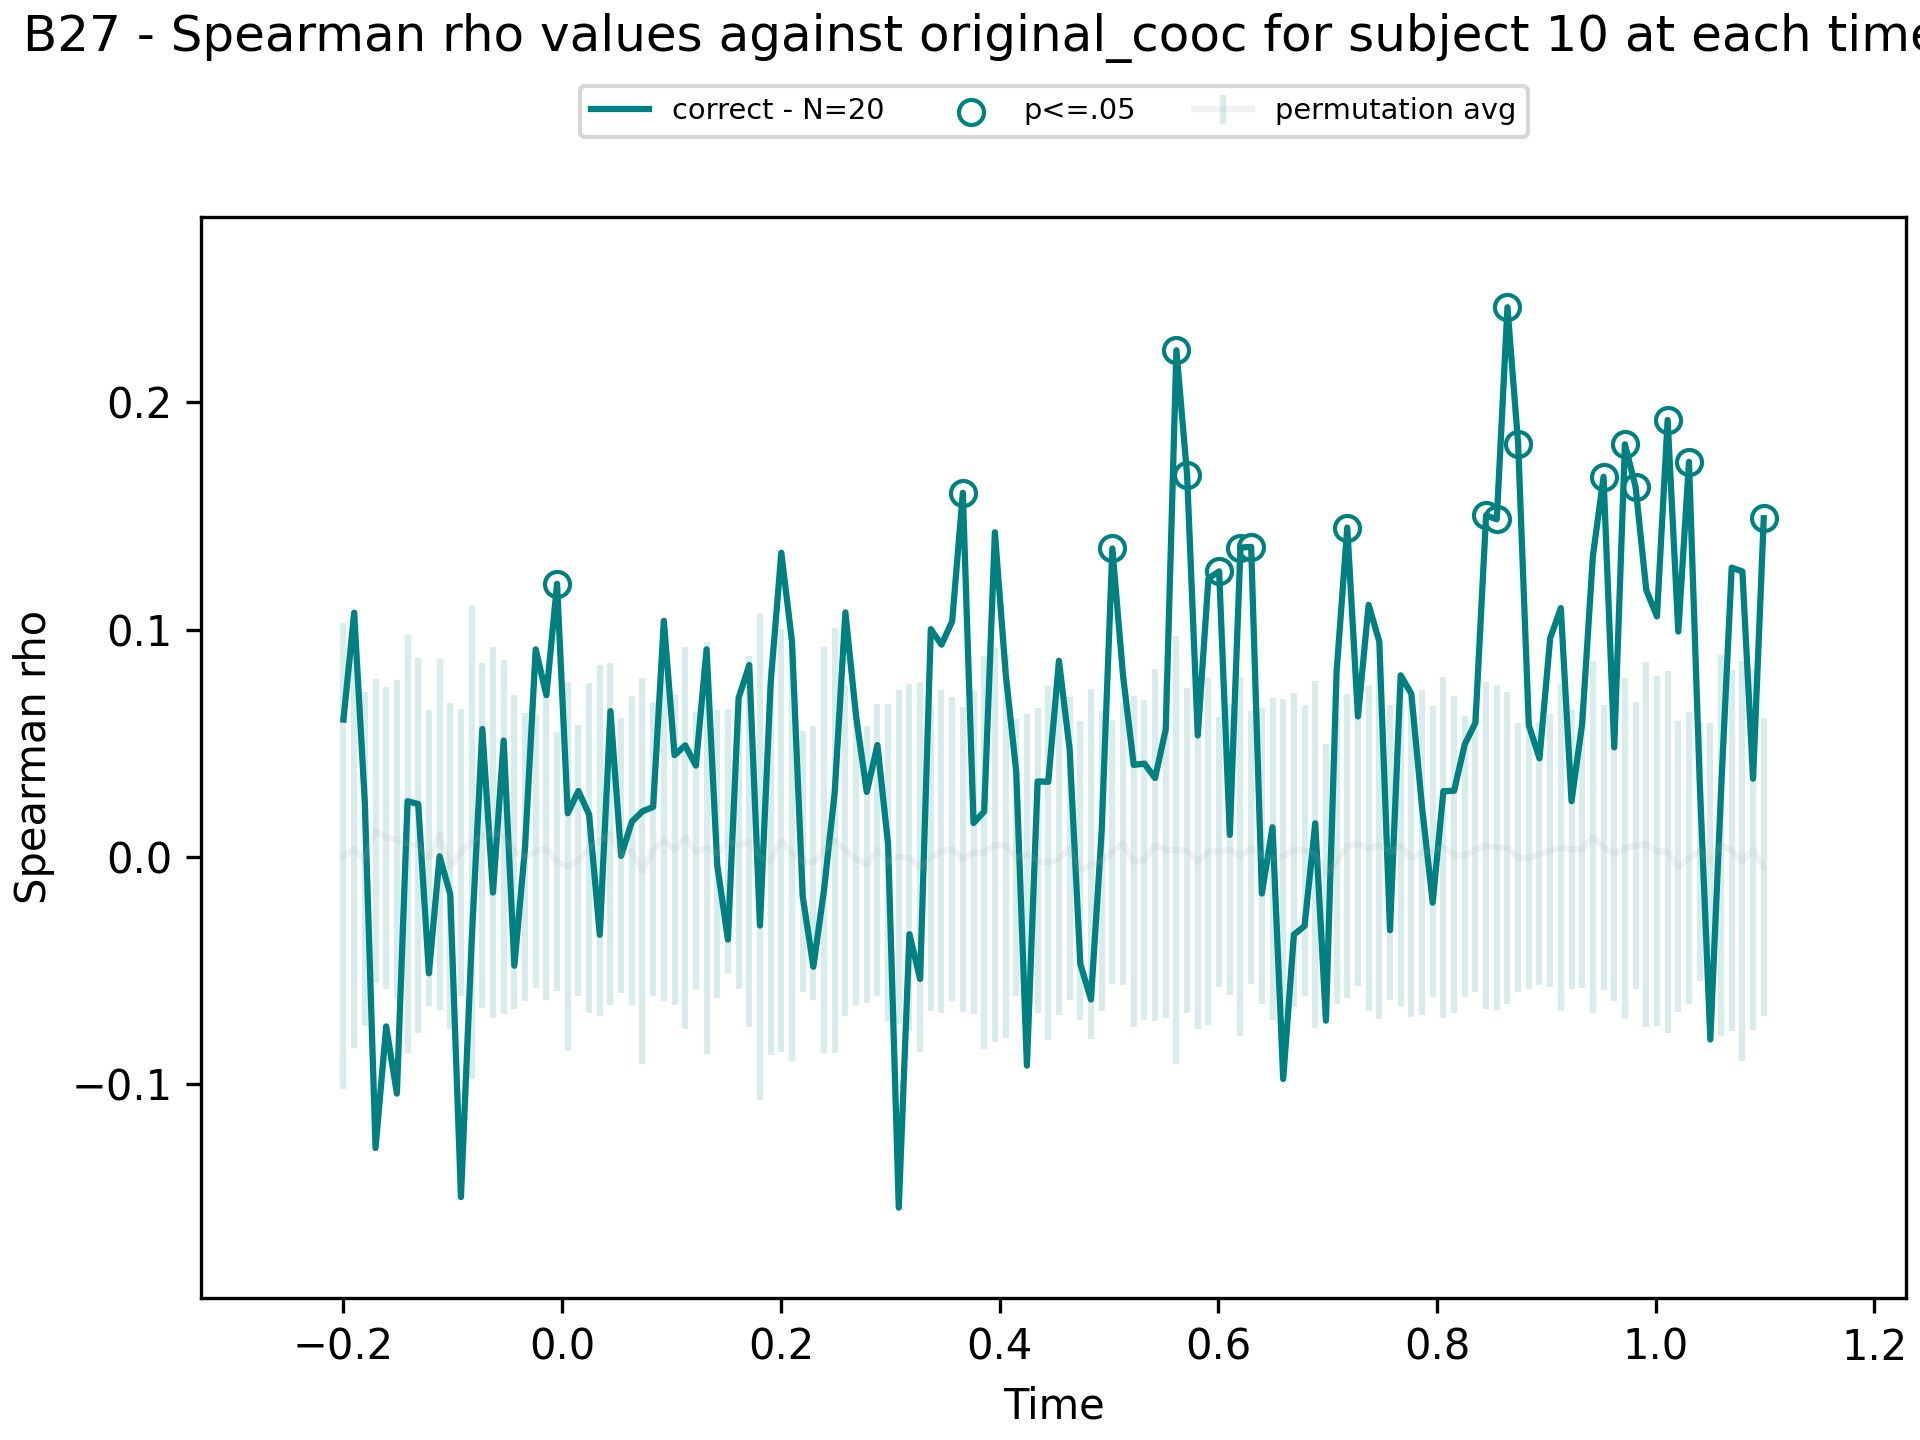 B27 - Spearman rho values against original_cooc for subject 10 at each time
correct - N=20 p<=.05 permutation avg
Spearman rho
0.2
0.1
0.0
−0.1
−0.2 0.0 0.2 0.4 0.6 0.8 1.0 1.2
Time